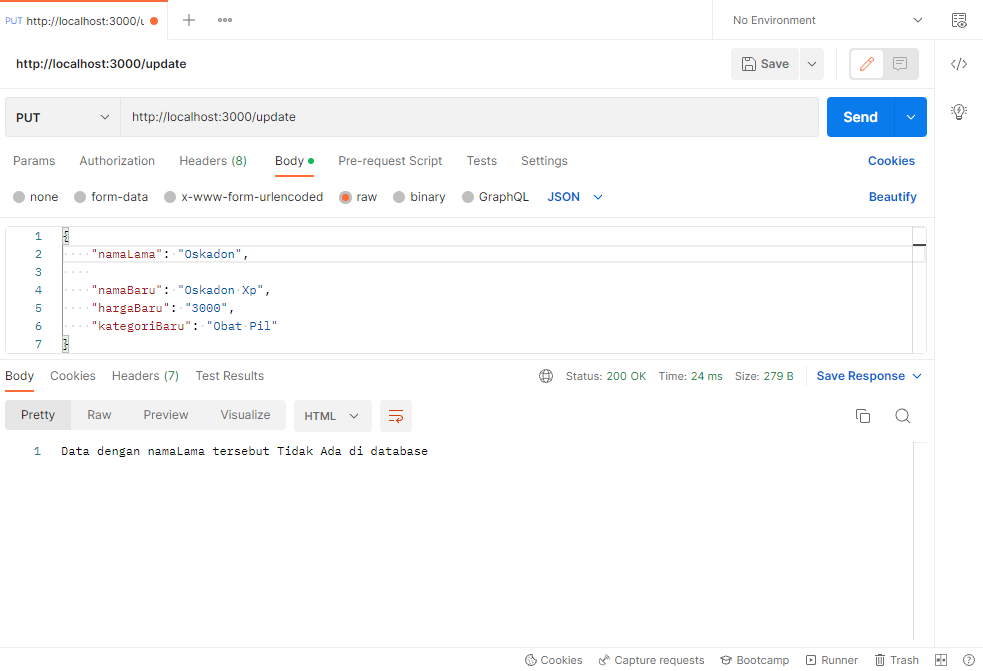 PUT http://localhost:3000/u
No Environment
http://localhost:3000/update
Save
PUT http://localhost:3000/update Send
Params Authorization Headers (8) Body Pre-request Script Tests Settings Cookies
none form-data x-www-form-urlencoded raw binary GraphQL JSON Beautify
1 {
2 "namaLama": "Oskadon",
3
4 "namaBaru": "Oskadon Xp",
5 "hargaBaru": "3000",
6 "kategoriBaru": "Obat Pil"
7 }
Body Cookies Headers (7) Test Results Status: 200 OK Time: 24 ms Size: 279 B Save Response
Pretty Raw Preview Visualize HTML
1 Data dengan namaLama tersebut Tidak Ada di database
Cookies Capture requests Bootcamp Runner Trash